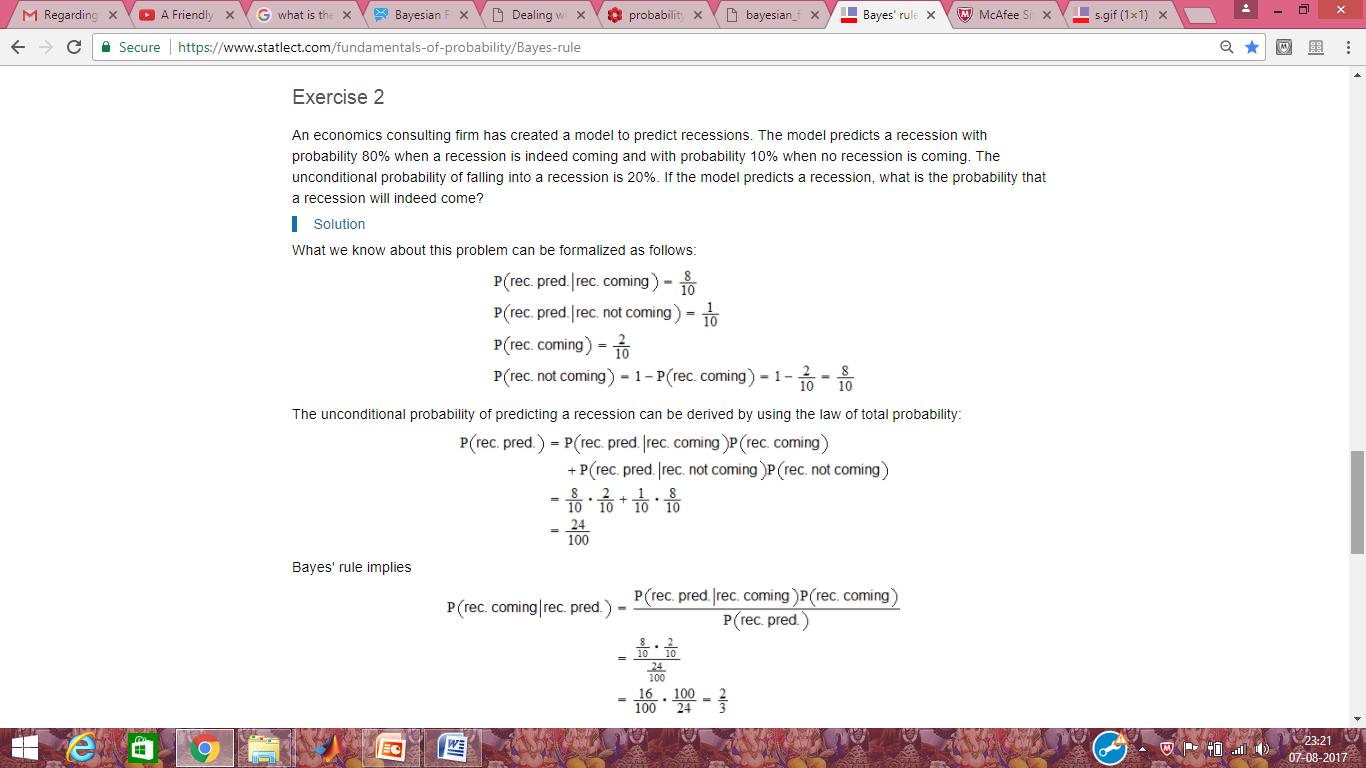 Regarding
A Friendly
what is the
Bayesian F
Dealing w
probability
bayesian_f
Bayes' rule
McAfee Si
s.gif (1×1)
Secure
https://www.statlect.com/fundamentals-of-probability/Bayes-rule
Exercise 2
An economics consulting firm has created a model to predict recessions. The model predicts a recession with
probability 80% when a recession is indeed coming and with probability 10% when no recession is coming. The
unconditional probability of falling into a recession is 20%. If the model predicts a recession, what is the probability that
a recession will indeed come?
Solution
What we know about this problem can be formalized as follows:
P(rec. pred.|rec. coming) = 8/10
P(rec. pred.|rec. not coming) = 1/10
P(rec. coming) = 2/10
P(rec. not coming) = 1 − P(rec. coming) = 1 − 2/10 = 8/10
The unconditional probability of predicting a recession can be derived by using the law of total probability:
P(rec. pred.) = P(rec. pred.|rec. coming)P(rec. coming)
+ P(rec. pred.|rec. not coming)P(rec. not coming)
= 8/10 · 2/10 + 1/10 · 8/10
= 24/100
Bayes' rule implies
P(rec. coming|rec. pred.) = P(rec. pred.|rec. coming)P(rec. coming) / P(rec. pred.)
= (8/10 · 2/10) / (24/100)
= 16/100 · 100/24 = 2/3
23:21
07-08-2017